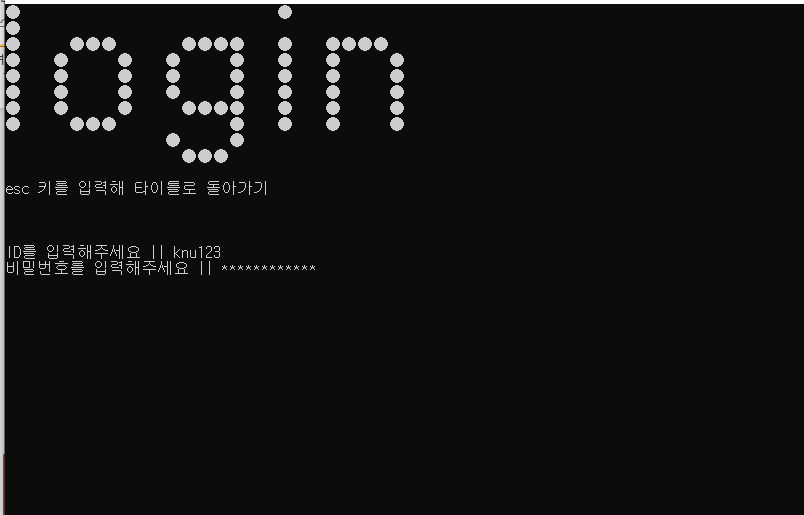 login
esc 키를 입력해 타이틀로 돌아가기
ID를 입력해주세요 || knu123
비밀번호를 입력해주세요 || ************